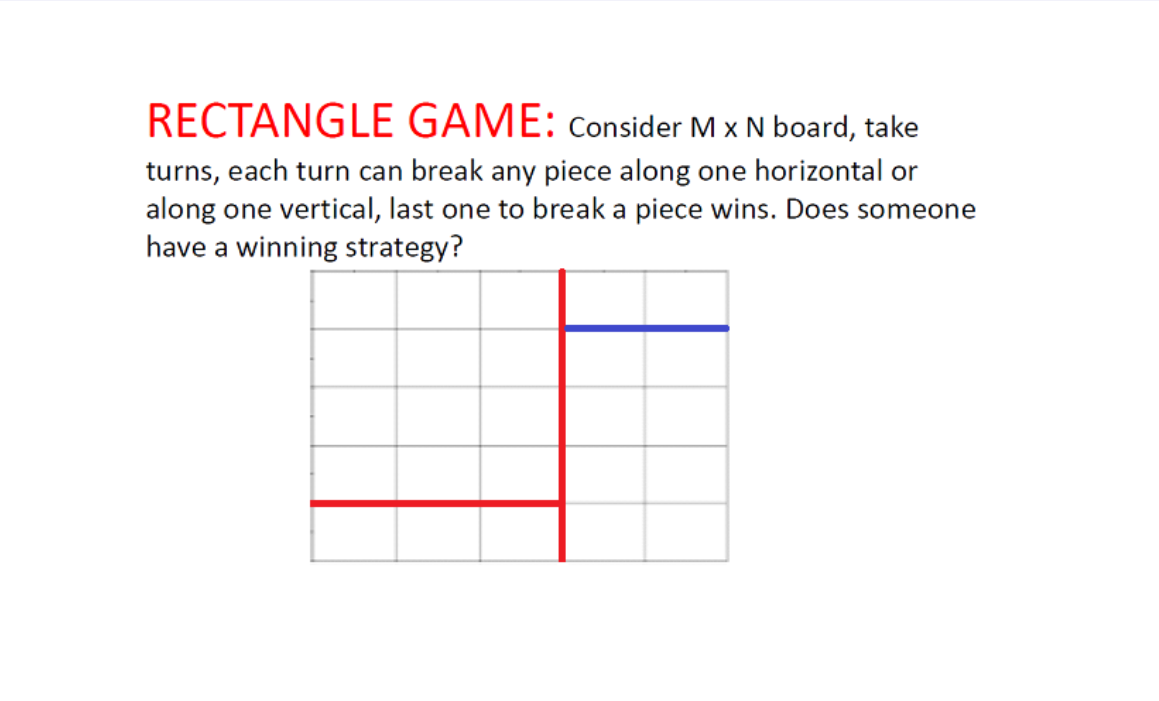 RECTANGLE GAME: Consider M x N board, take
turns, each turn can break any piece along one horizontal or
along one vertical, last one to break a piece wins. Does someone
have a winning strategy?